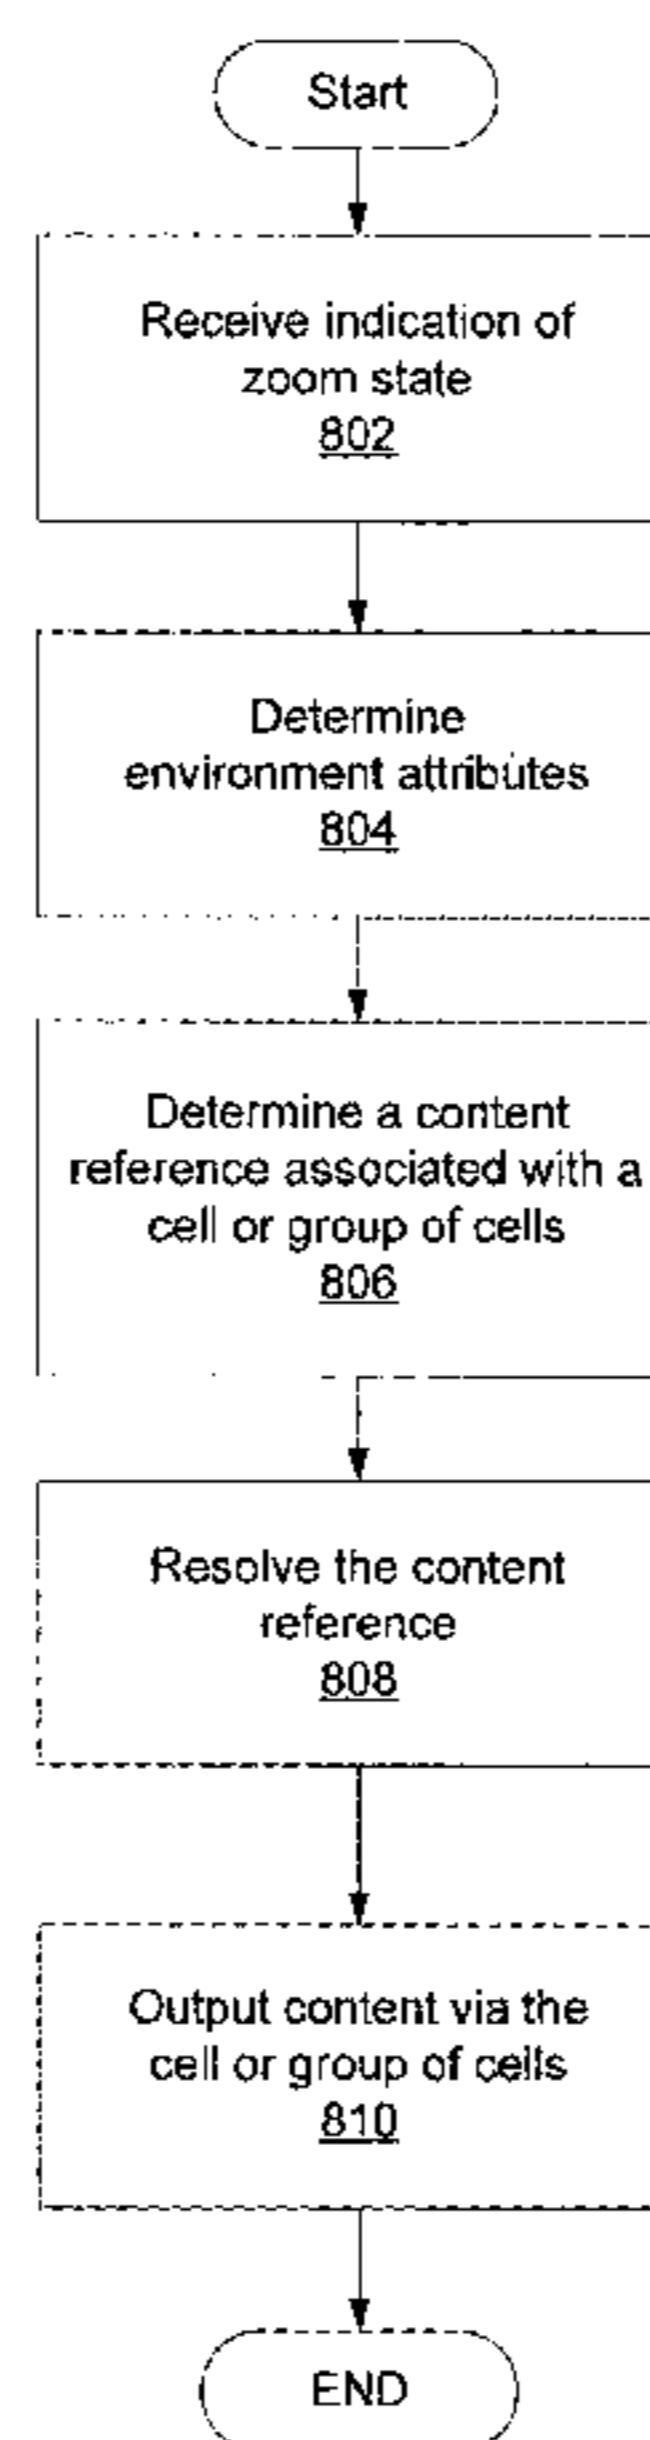 Start
Receive indication of
zoom state
802
Determine
environment attributes
804
Determine a content
reference associated with a
cell or group of cells
806
Resolve the content
reference
808
Output content via the
cell or group of cells
810
END